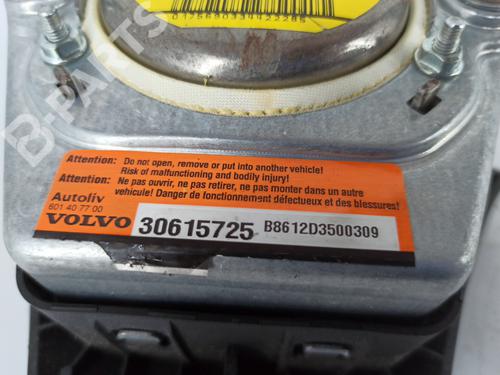 01756903344222285
B-PARTS
Attention: Do not open, remove or put into another vehicle!
Risk of malfunctioning and bodily injury!
Attention: Ne pas ouvrir, ne pas retirer, ne pas monter dans un autre
véhicule! Danger de fonctionnement défectueux et des blessures!
Autoliv
601 40 77 00
VOLVO 30615725 B8612D3500309